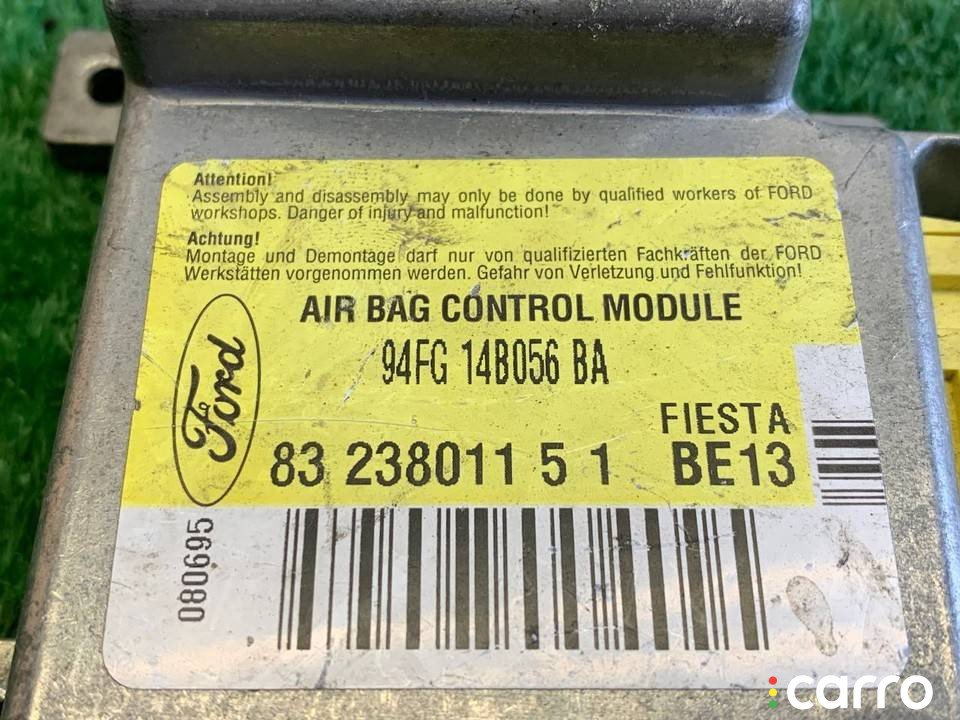 Attention!
Assembly and disassembly may only be done by qualified workers of FORD
workshops. Danger of injury and malfunction!
Achtung!
Montage und Demontage darf nur von qualifizierten Fachkräften der FORD
Werkstätten vorgenommen werden. Gefahr von Verletzung und Fehlfunktion!
AIR BAG CONTROL MODULE
94FG 14B056 BA
Ford
FIESTA
83 238011 5 1 BE13
080695
carro